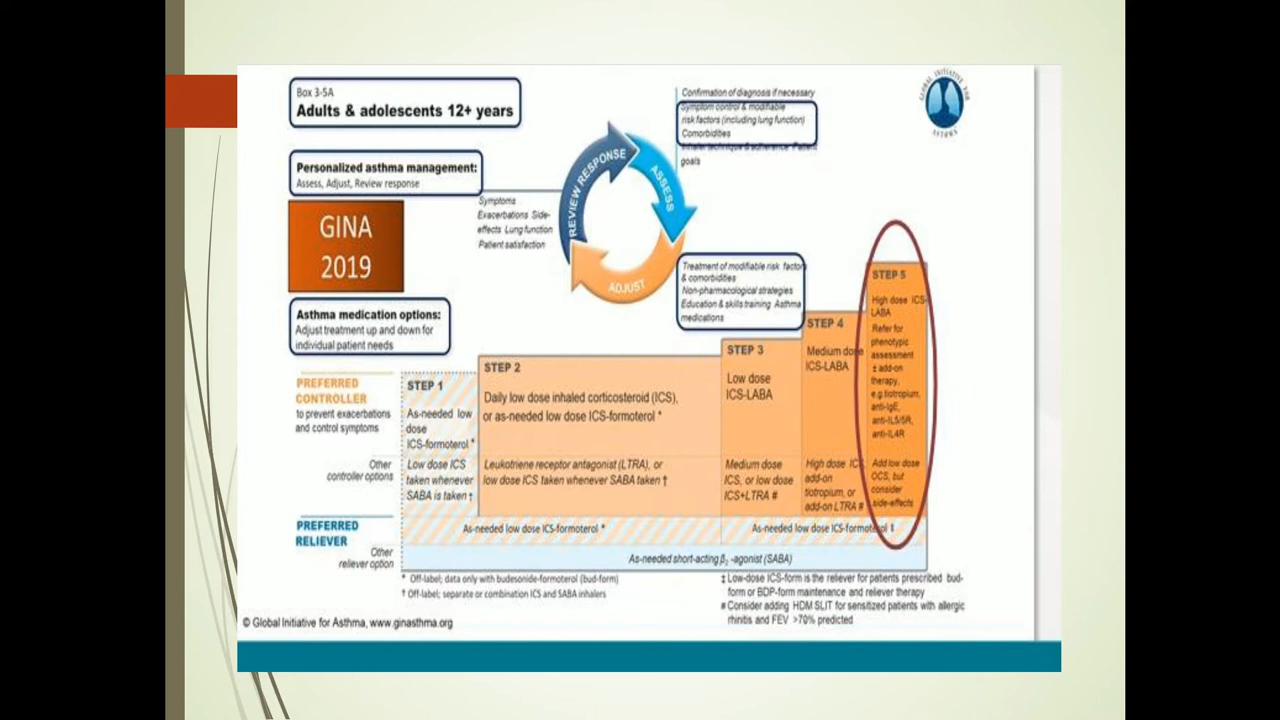 Box 3-5A
Adults & adolescents 12+ years
Personalized asthma management:
Assess, Adjust, Review response
GINA
2019
Asthma medication options:
Adjust treatment up and down for
individual patient needs
Confirmation of diagnosis if necessary
Symptom control & modifiable
risk factors (including lung function)
Comorbidities
Inhaler technique & adherence Patient
goals
GLOBAL INITIATIVE FOR
ASTHMA
REVIEW RESPONSE
ASSESS
ADJUST
Symptoms
Exacerbations Side-
effects Lung function
Patient satisfaction
Treatment of modifiable risk factors
& comorbidities
Non-pharmacological strategies
Education & skills training Asthma
medications
PREFERRED
CONTROLLER
to prevent exacerbations
and control symptoms
Other
controller options
PREFERRED
RELIEVER
Other
reliever option
STEP 1
As-needed low
dose
ICS-formoterol *
Low dose ICS
taken whenever
SABA is taken †
STEP 2
Daily low dose inhaled corticosteroid (ICS),
or as-needed low dose ICS-formoterol *
Leukotriene receptor antagonist (LTRA), or
low dose ICS taken whenever SABA taken †
STEP 3
Low dose
ICS-LABA
Medium dose
ICS, or low dose
ICS+LTRA #
STEP 4
Medium dose
ICS-LABA
High dose ICS,
add-on
tiotropium, or
add-on LTRA #
STEP 5
High dose ICS-
LABA
Refer for
phenotypic
assessment
± add-on
therapy,
e.g.tiotropium,
anti-IgE,
anti-IL5/5R,
anti-IL4R
Add low dose
OCS, but
consider
side-effects
As-needed low dose ICS-formoterol *
As-needed low dose ICS-formoterol ‡
As-needed short-acting β2 -agonist (SABA)
* Off-label; data only with budesonide-formoterol (bud-form)
† Off-label; separate or combination ICS and SABA inhalers
‡ Low-dose ICS-form is the reliever for patients prescribed bud-
form or BDP-form maintenance and reliever therapy
# Consider adding HDM SLIT for sensitized patients with allergic
rhinitis and FEV >70% predicted
© Global Initiative for Asthma, www.ginasthma.org